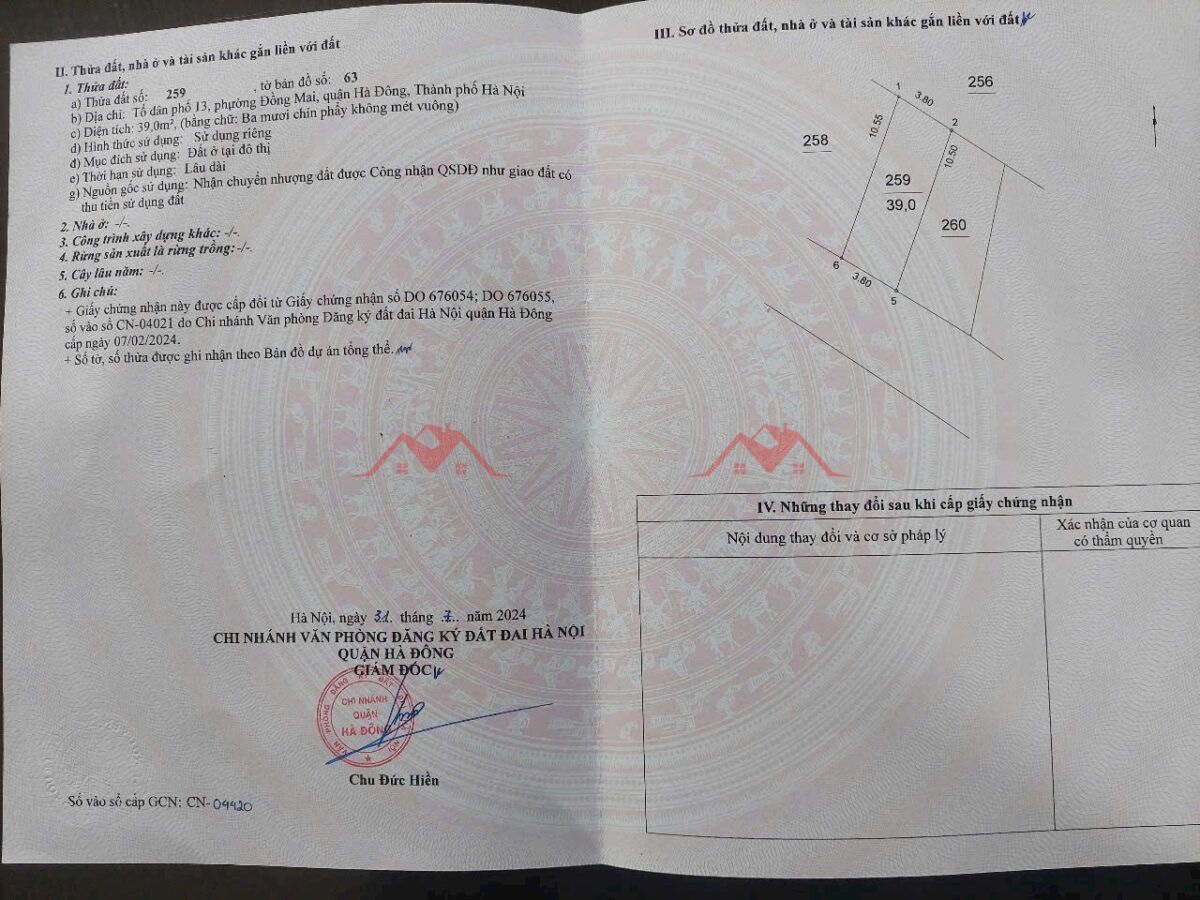 II. Thửa đất, nhà ở và tài sản khác gắn liền với đất
1. Thửa đất:
a) Thửa đất số: 259 , tờ bản đồ số: 63
b) Địa chỉ: Tổ dân phố 13, phường Đồng Mai, quận Hà Đông, Thành phố Hà Nội
c) Diện tích: 39,0m², (bằng chữ: Ba mươi chín phẩy không mét vuông)
d) Hình thức sử dụng: Sử dụng riêng
đ) Mục đích sử dụng: Đất ở tại đô thị
e) Thời hạn sử dụng: Lâu dài
g) Nguồn gốc sử dụng: Nhận chuyển nhượng đất được Công nhận QSDĐ như giao đất có
thu tiền sử dụng đất
2. Nhà ở: -/-.
3. Công trình xây dựng khác: -/-.
4. Rừng sản xuất là rừng trồng: -/-.
5. Cây lâu năm: -/-.
6. Ghi chú:
+ Giấy chứng nhận này được cấp đổi từ Giấy chứng nhận số DO 676054; DO 676055,
số vào sổ CN-04021 do Chi nhánh Văn phòng Đăng ký đất đai Hà Nội quận Hà Đông
cấp ngày 07/02/2024.
+ Số tờ, số thửa được ghi nhận theo Bản đồ dự án tổng thể.
Hà Nội, ngày 31 tháng 7 năm 2024
CHI NHÁNH VĂN PHÒNG ĐĂNG KÝ ĐẤT ĐAI HÀ NỘI
QUẬN HÀ ĐÔNG
GIÁM ĐỐC
VĂN PHÒNG ĐĂNG KÝ ĐẤT ĐAI HÀ NỘI
CHI NHÁNH
QUẬN
HÀ ĐÔNG
Chu Đức Hiền
Số vào sổ cấp GCN: CN-04420
III. Sơ đồ thửa đất, nhà ở và tài sản khác gắn liền với đất
256
1
3.80
2
258
10.55
10.50
259
39,0
260
6
3.80
5
IV. Những thay đổi sau khi cấp giấy chứng nhận
Nội dung thay đổi và cơ sở pháp lý
Xác nhận của cơ quan
có thẩm quyền